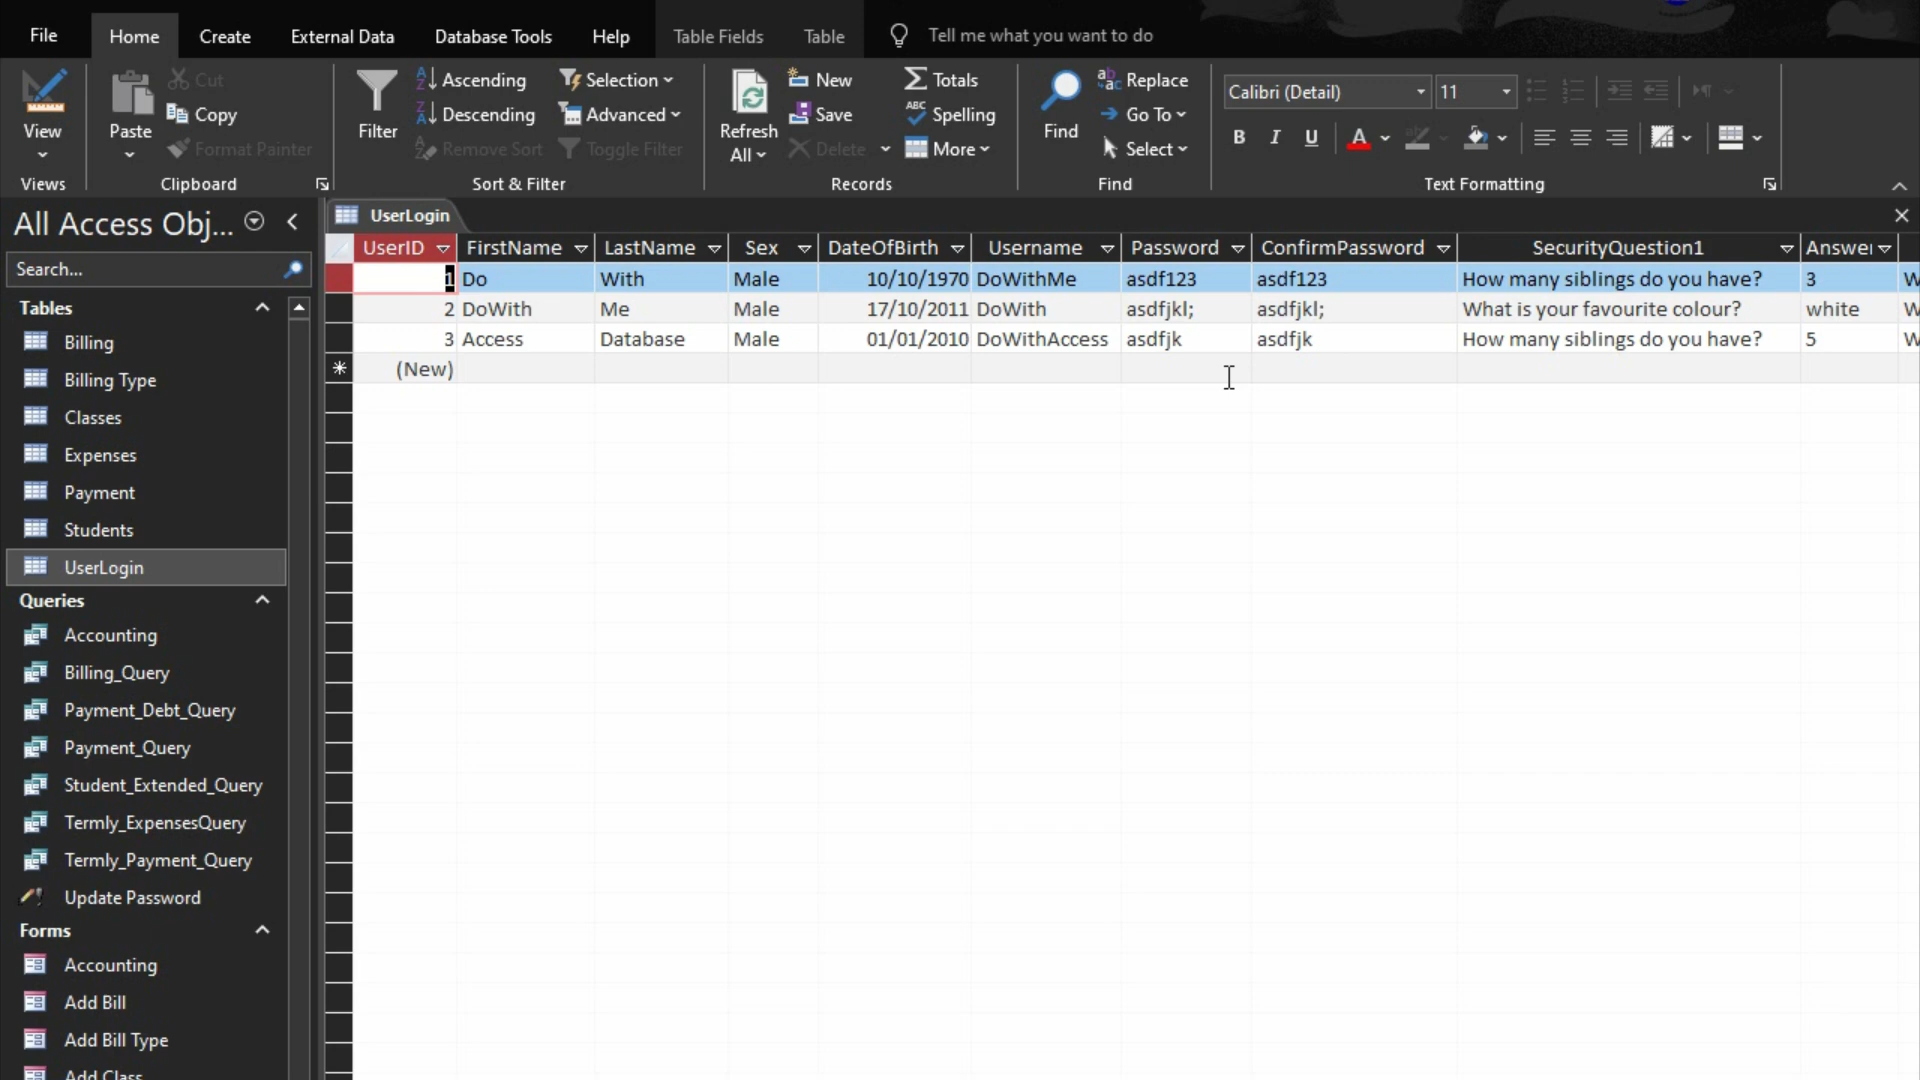 File Home Create External Data Database Tools Help Table Fields Table Tell me what you want to do
View
Views
Paste
Cut
Copy
Format Painter
Clipboard
Filter
Ascending
Descending
Remove Sort
Selection
Advanced
Toggle Filter
Sort & Filter
Refresh
All
New
Save
Delete
Totals
Spelling
More
Records
Find
Replace
Go To
Select
Find
Calibri (Detail) 11
B I U A
Text Formatting
All Access Obj...
Search...
Tables
Billing
Billing Type
Classes
Expenses
Payment
Students
UserLogin
Queries
Accounting
Billing_Query
Payment_Debt_Query
Payment_Query
Student_Extended_Query
Termly_ExpensesQuery
Termly_Payment_Query
Update Password
Forms
Accounting
Add Bill
Add Bill Type
Add Class
UserLogin
UserID FirstName LastName Sex DateOfBirth Username Password ConfirmPassword SecurityQuestion1 Answer
1 Do With Male 10/10/1970 DoWithMe asdf123 asdf123 How many siblings do you have? 3 W
2 DoWith Me Male 17/10/2011 DoWith asdfjkl; asdfjkl; What is your favourite colour? white W
3 Access Database Male 01/01/2010 DoWithAccess asdfjk asdfjk How many siblings do you have? 5 W
* (New)